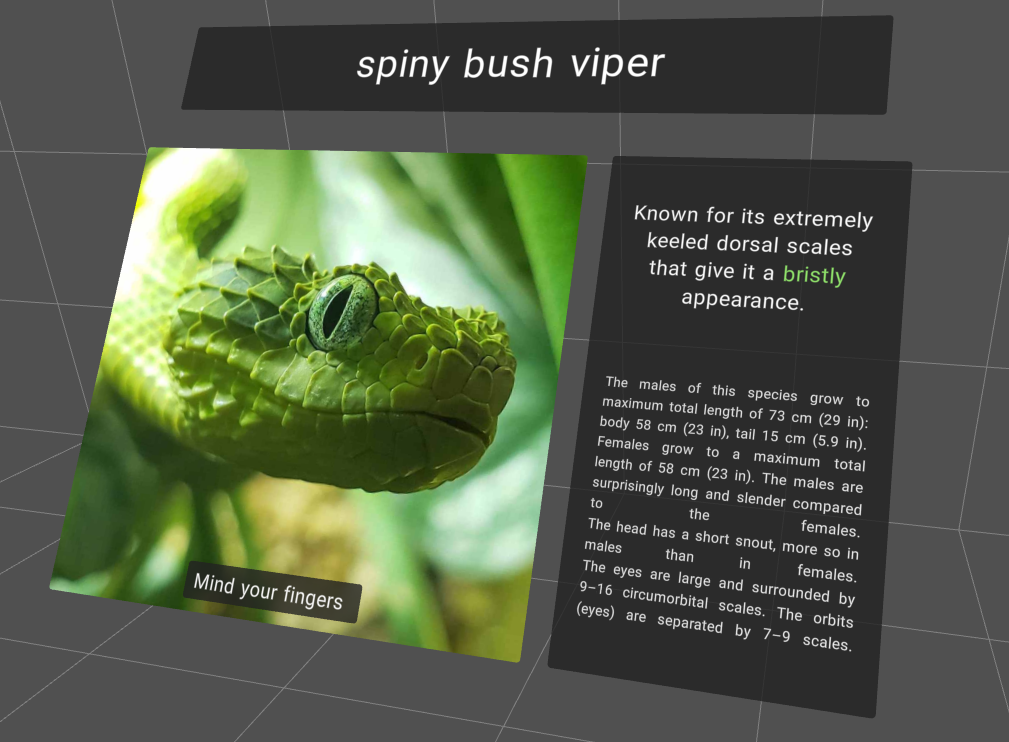 spiny bush viper
Known for its extremely
keeled dorsal scales
that give it a bristly
appearance.
The males of this species grow to
maximum total length of 73 cm (29 in):
body 58 cm (23 in), tail 15 cm (5.9 in).
Females grow to a maximum total
length of 58 cm (23 in). The males are
surprisingly long and slender compared
to the females.
The head has a short snout, more so in
males than in females.
The eyes are large and surrounded by
9–16 circumorbital scales. The orbits
(eyes) are separated by 7–9 scales.
Mind your fingers